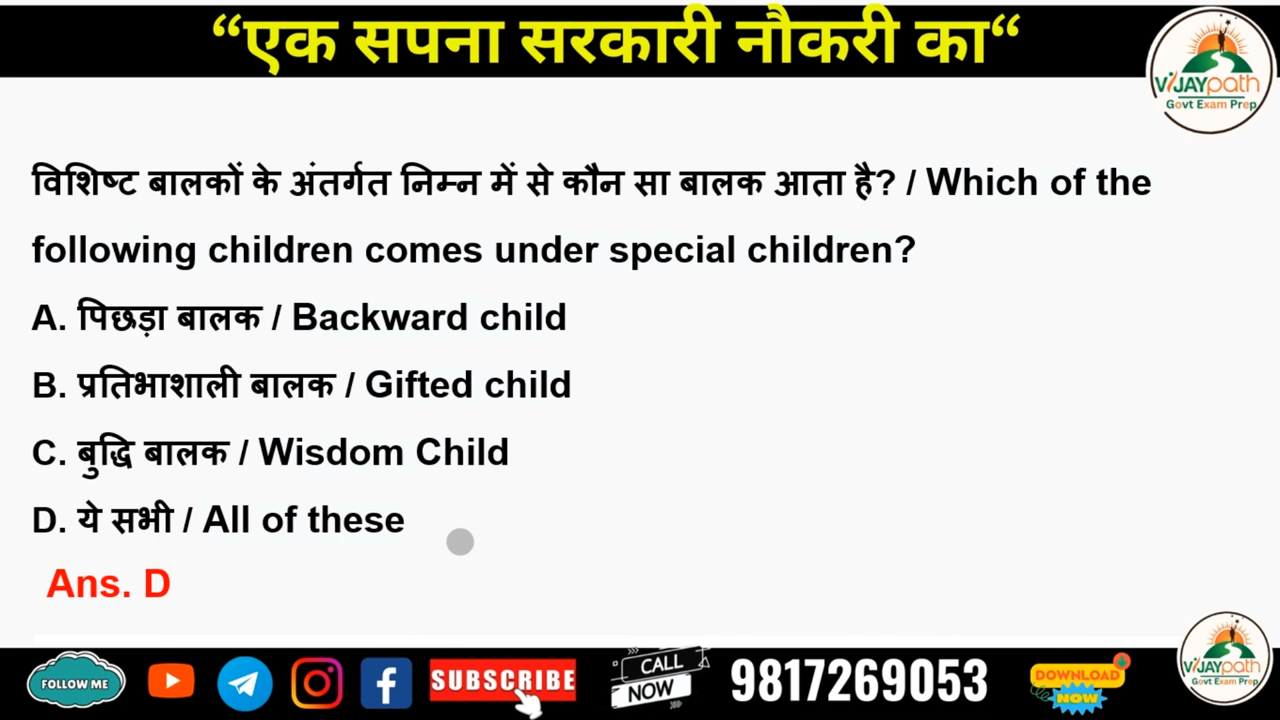 “एक सपना सरकारी नौकरी का“
VIJAYpath
Govt Exam Prep
विशिष्ट बालकों के अंतर्गत निम्न में से कौन सा बालक आता है? / Which of the
following children comes under special children?
A. पिछड़ा बालक / Backward child
B. प्रतिभाशाली बालक / Gifted child
C. बुद्धि बालक / Wisdom Child
D. ये सभी / All of these
Ans. D
FOLLOW ME
SUBSCRIBE
CALL
NOW
9817269053
DOWNLOAD
NOW
VIJAYpath
Govt Exam Prep